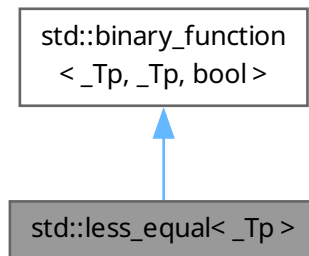 std::binary_function
< _Tp, _Tp, bool >
std::less_equal< _Tp >